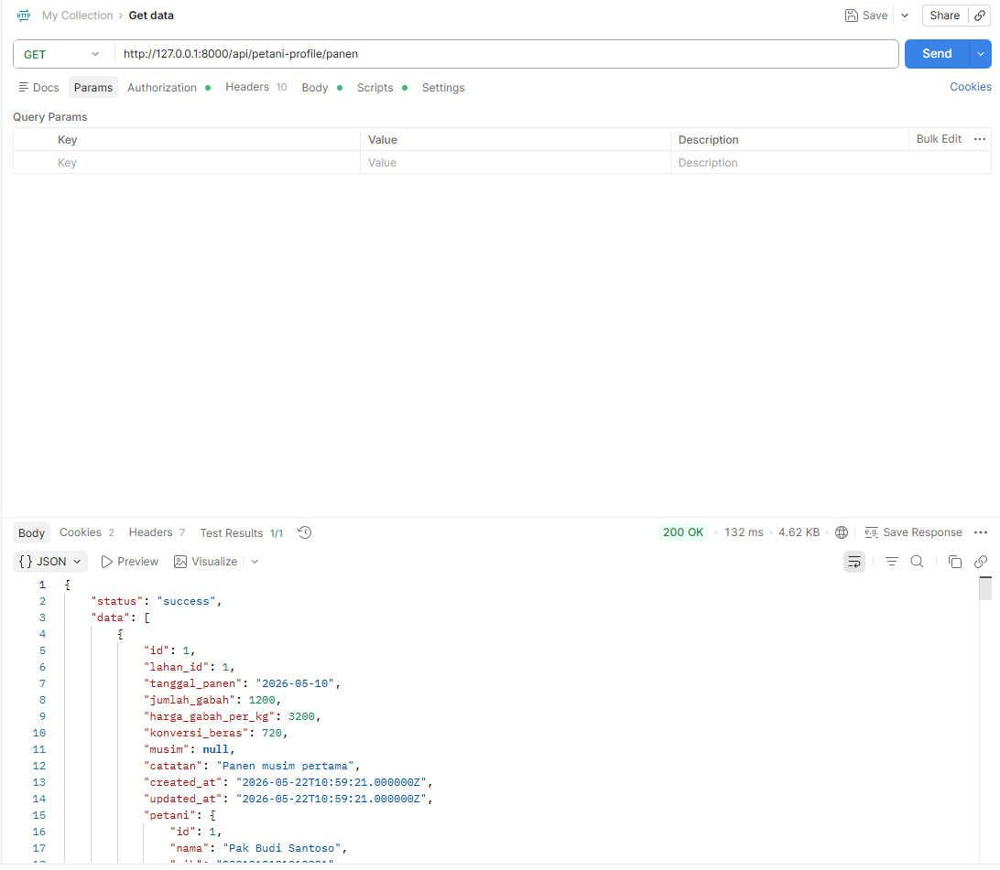 HTTP My Collection > Get data Save Share
GET http://127.0.0.1:8000/api/petani-profile/panen Send
Docs Params Authorization Headers 10 Body Scripts Settings Cookies
Query Params
Key Value Description Bulk Edit
Key Value Description
Body Cookies 2 Headers 7 Test Results 1/1 200 OK 132 ms 4.62 KB e.g. Save Response
{} JSON Preview Visualize
1 {
2 "status": "success",
3 "data": [
4 {
5 "id": 1,
6 "lahan_id": 1,
7 "tanggal_panen": "2026-05-10",
8 "jumlah_gabah": 1200,
9 "harga_gabah_per_kg": 3200,
10 "konversi_beras": 720,
11 "musim": null,
12 "catatan": "Panen musim pertama",
13 "created_at": "2026-05-22T10:59:21.000000Z",
14 "updated_at": "2026-05-22T10:59:21.000000Z",
15 "petani": {
16 "id": 1,
17 "nama": "Pak Budi Santoso",